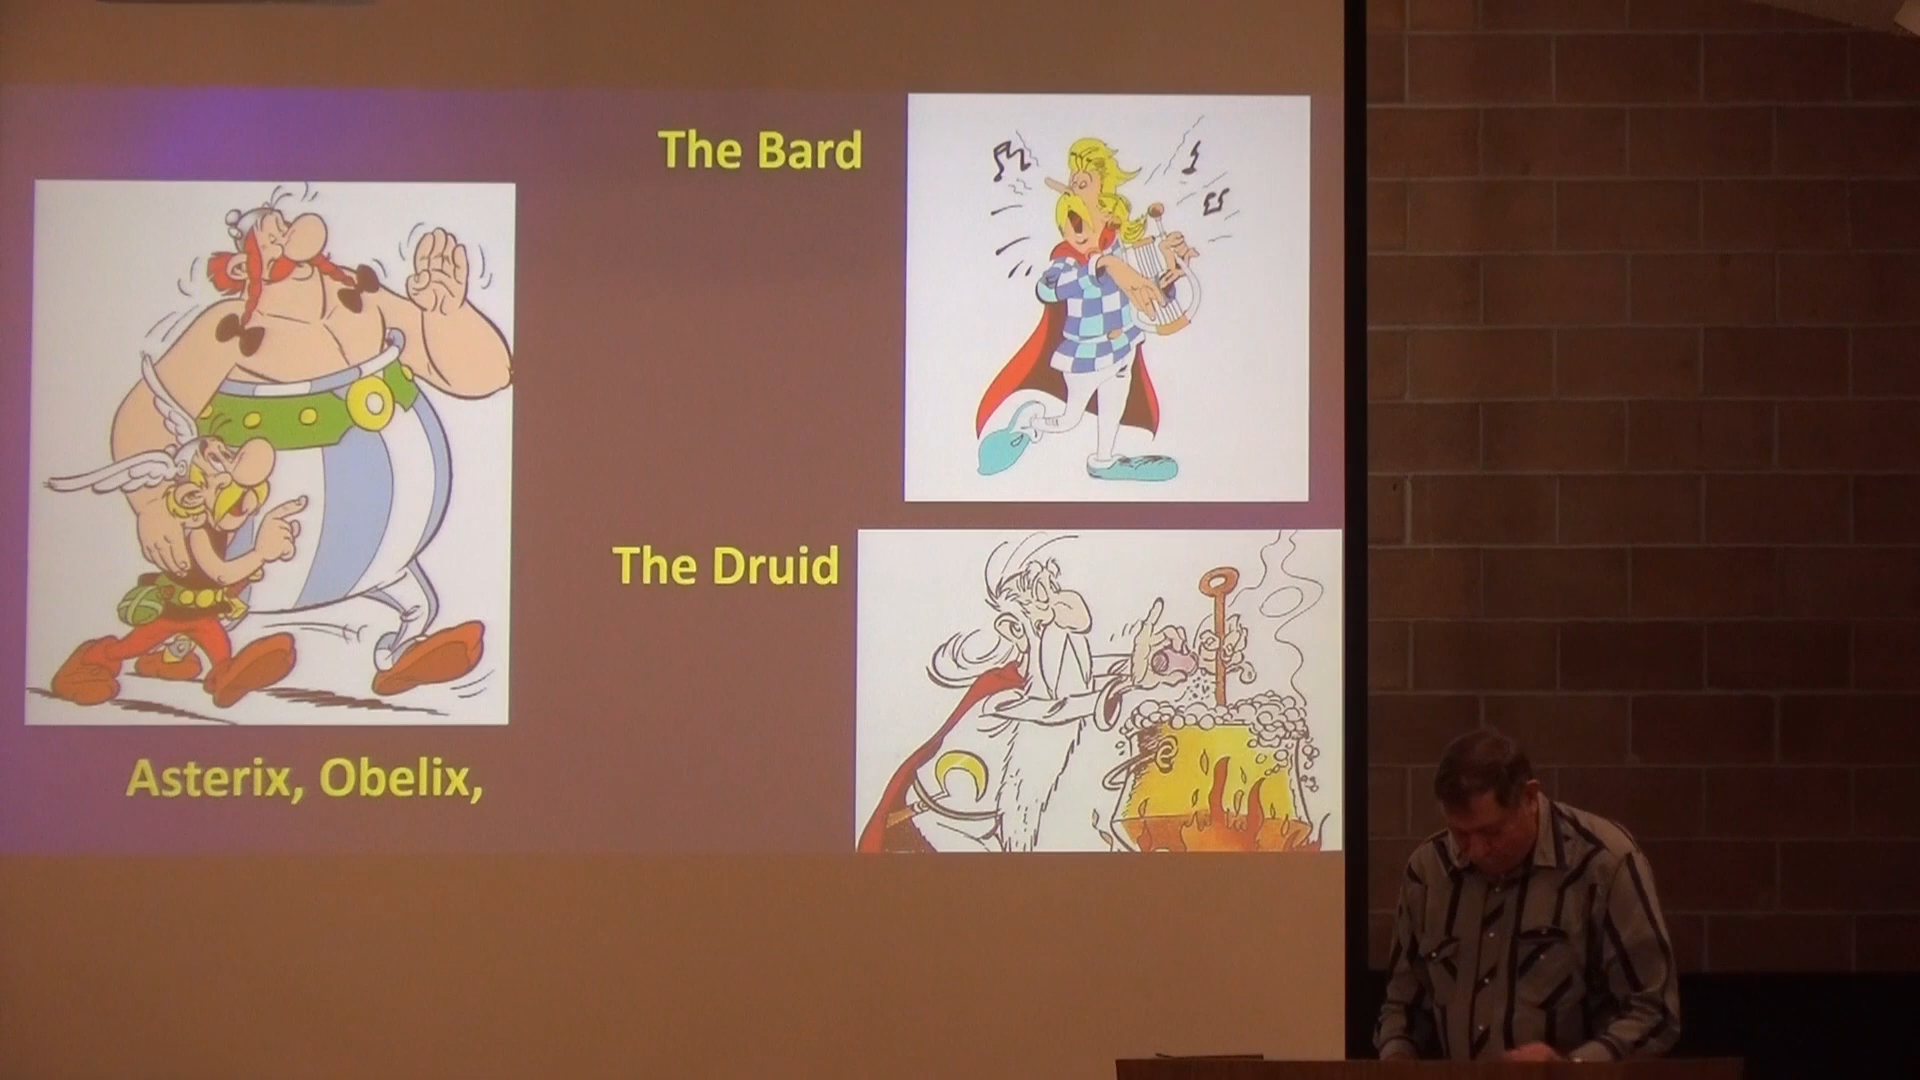 The Bard
The Druid
Asterix, Obelix,